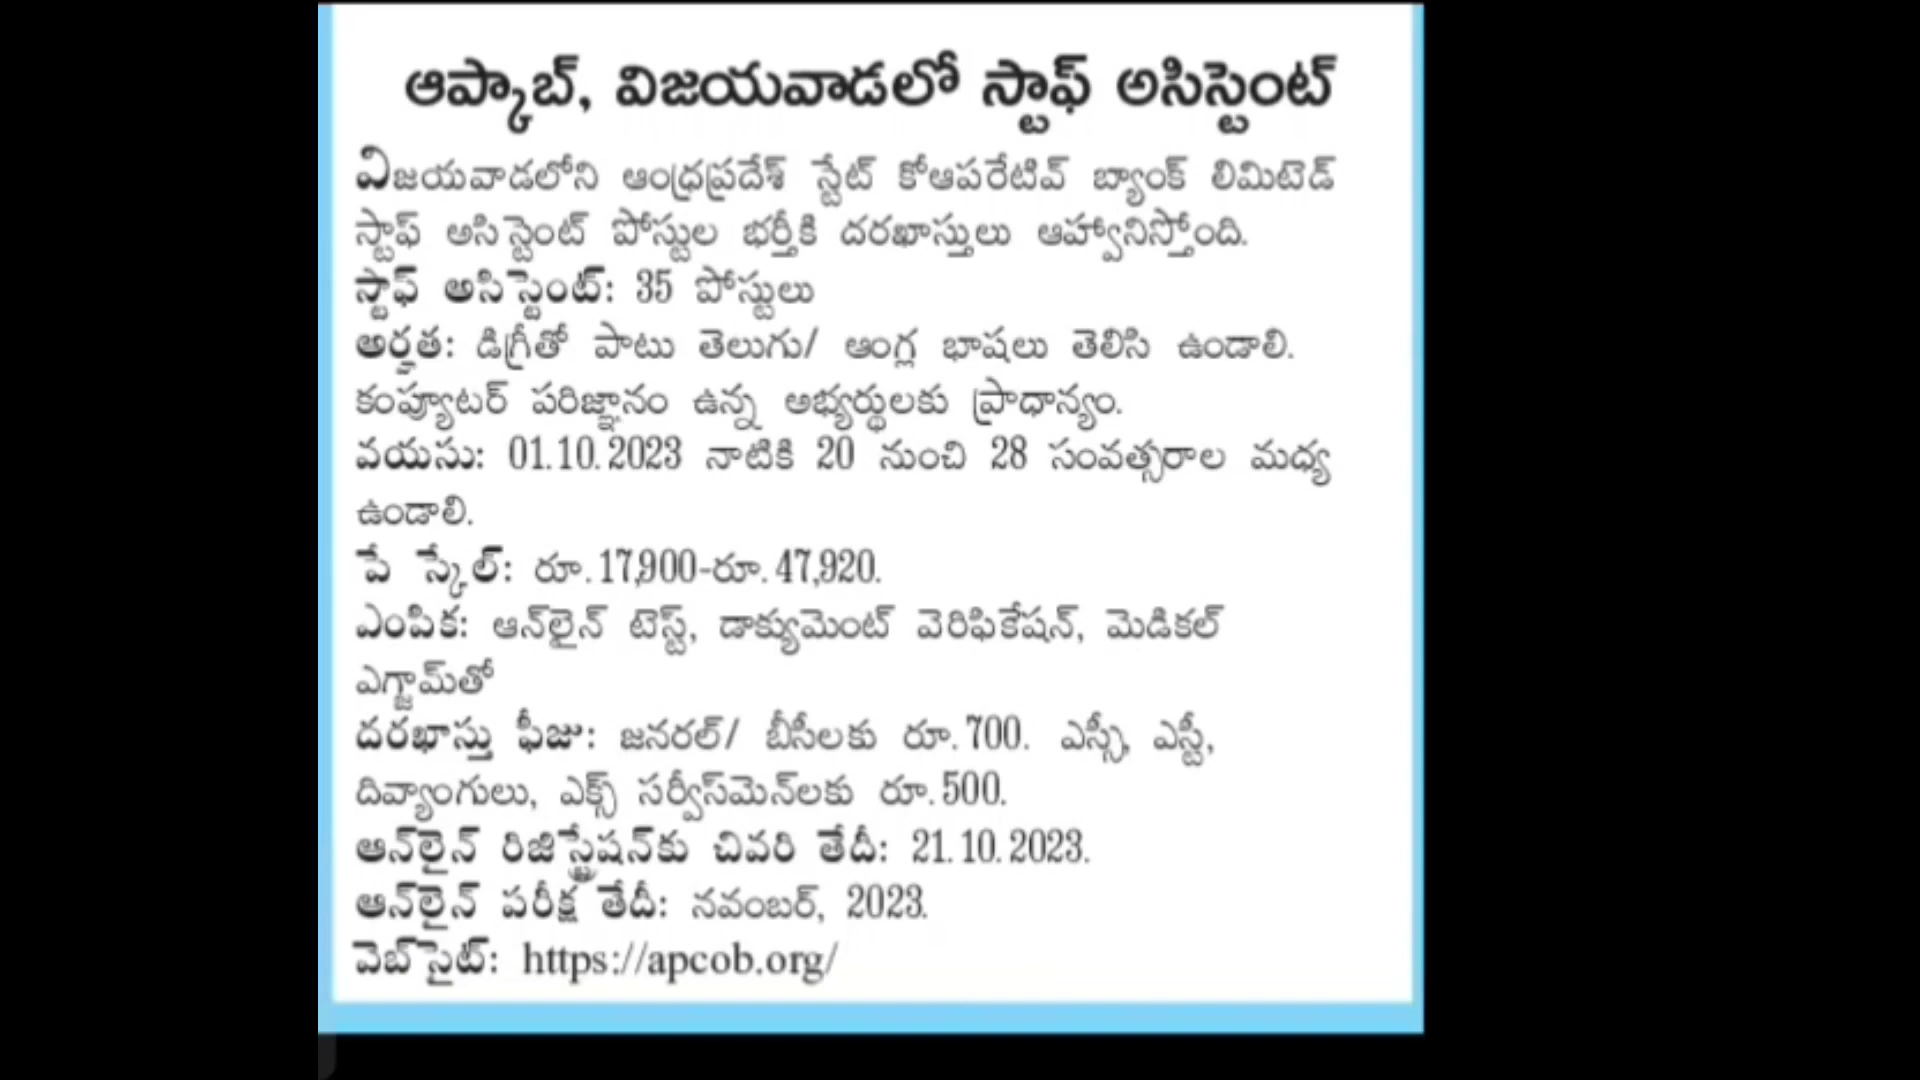 ఆప్కాబ్, విజయవాడలో స్టాఫ్ అసిస్టెంట్
విజయవాడలోని ఆంధ్రప్రదేశ్ స్టేట్ కోఆపరేటివ్ బ్యాంక్ లిమిటెడ్
స్టాఫ్ అసిస్టెంట్ పోస్టుల భర్తీకి దరఖాస్తులు ఆహ్వానిస్తోంది.
స్టాఫ్ అసిస్టెంట్: 35 పోస్టులు
అర్హత: డిగ్రీతో పాటు తెలుగు/ ఆంగ్ల భాషలు తెలిసి ఉండాలి.
కంప్యూటర్ పరిజ్ఞానం ఉన్న అభ్యర్థులకు ప్రాధాన్యం.
వయసు: 01.10.2023 నాటికి 20 నుంచి 28 సంవత్సరాల మధ్య
ఉండాలి.
పే స్కేల్: రూ.17,900-రూ.47,920.
ఎంపిక: ఆన్‌లైన్ టెస్ట్, డాక్యుమెంట్ వెరిఫికేషన్, మెడికల్
ఎగ్జామ్‌తో
దరఖాస్తు ఫీజు: జనరల్/ బీసీలకు రూ.700. ఎస్సీ, ఎస్టీ,
దివ్యాంగులు, ఎక్స్ సర్వీస్‌మెన్‌లకు రూ.500.
ఆన్‌లైన్ రిజిస్ట్రేషన్‌కు చివరి తేదీ: 21.10.2023.
ఆన్‌లైన్ పరీక్ష తేదీ: నవంబర్, 2023.
వెబ్‌సైట్: https://apcob.org/